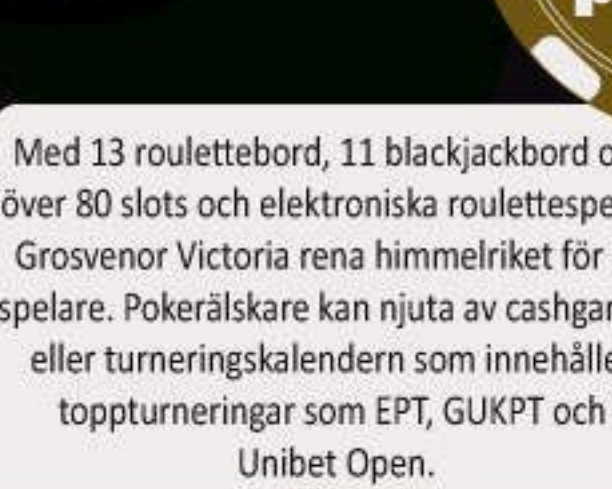 Med 13 roulettebord, 11 blackjackbord
över 80 slots och elektroniska
Grosvenor Victoria rena himmelriket för
spelare. Pokerälskare kan njuta av
eller turneringskalendern som
toppturneringar som EPT, GUKPT och
Unibet Open.